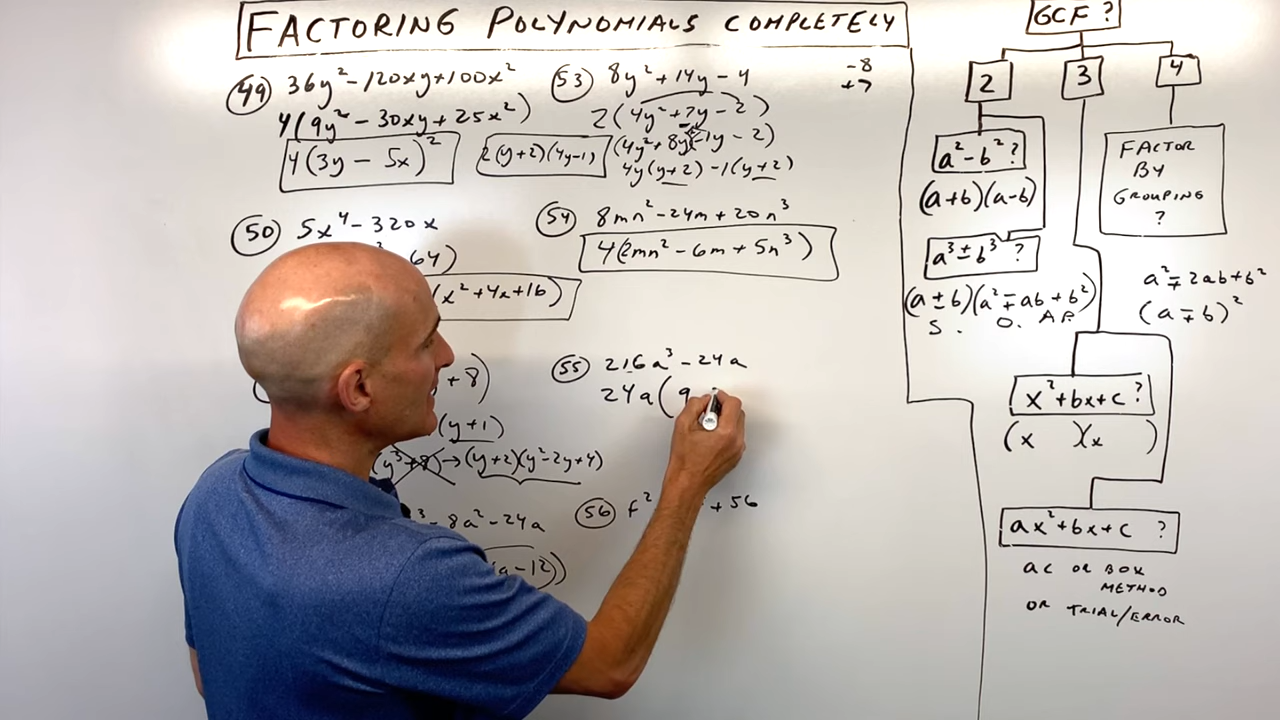 FACTORING POLYNOMIALS COMPLETELY
49 36y² - 120xy + 100x²
4(9y² - 30xy + 25x²)
4(3y - 5x)²
50 5x⁴ - 320x
64)
(x² + 4x + 16)
+ 8)
(y + 1)
(y³ + 8) → (y + 2)(y² - 2y + 4)
³ - 8a² - 24a
(a - 12))
53 8y² + 14y - 4
-8
+7
2(4y² + 7y - 2)
(4y² + 8y)(-1y - 2)
4y(y + 2) - 1(y + 2)
2(y + 2)(4y - 1)
54 8mn² - 24m + 20n³
4(2mn² - 6m + 5n³)
55 216a³ - 24a
24a(9
56 f² + 56
GCF?
2 3 4
a² - b²?
(a + b)(a - b)
a³ ± b³?
(a ± b)(a² ∓ ab + b²)
S. O. A.P.
FACTOR
BY
GROUPING
?
a² ∓ 2ab + b²
(a ∓ b)²
x² + bx + c?
(x )(x )
ax² + bx + c ?
AC OR BOX
METHOD
OR TRIAL/ERROR